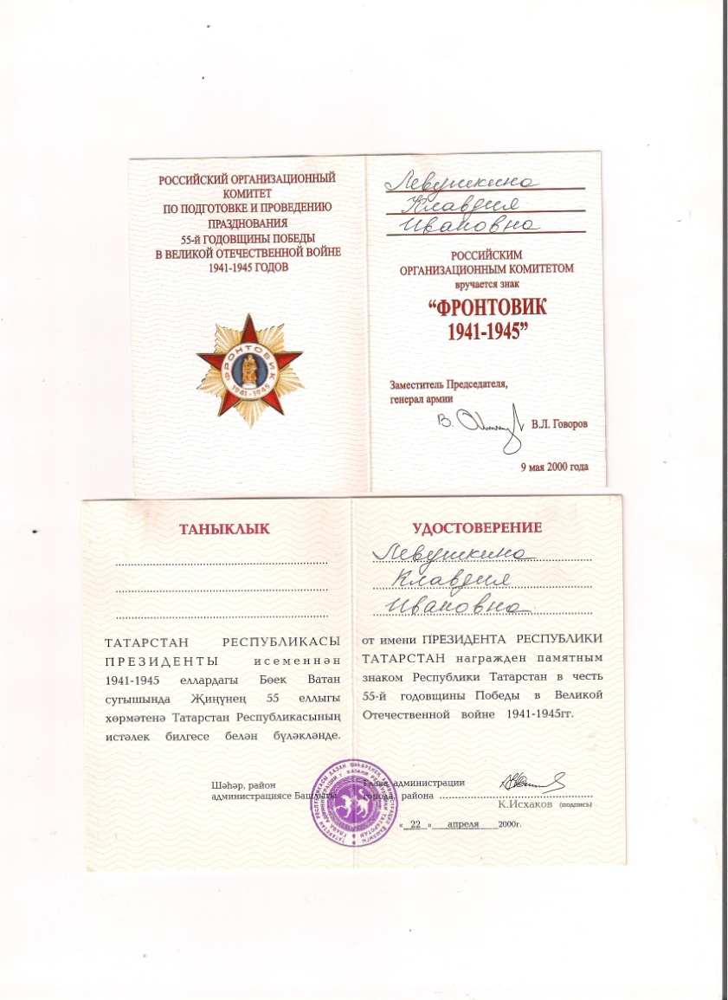 РОССИЙСКИЙ ОРГАНИЗАЦИОННЫЙ
КОМИТЕТ
ПО ПОДГОТОВКЕ И ПРОВЕДЕНИЮ
ПРАЗДНОВАНИЯ
55-й ГОДОВЩИНЫ ПОБЕДЫ
В ВЕЛИКОЙ ОТЕЧЕСТВЕННОЙ ВОЙНЕ
1941-1945 ГОДОВ
ФРОНТОВИК
1941-1945
Левушкина
Клавдия
Ивановна
РОССИЙСКИМ
ОРГАНИЗАЦИОННЫМ КОМИТЕТОМ
вручается знак
“ФРОНТОВИК
1941-1945”
Заместитель Председателя,
генерал армии
В.Л. Говоров
9 мая 2000 года
ТАНЫКЛЫК
ТАТАРСТАН РЕСПУБЛИКАСЫ
ПРЕЗИДЕНТЫ исеменнән
1941-1945 еллардагы Бөек Ватан
сугышында Җиңүнең 55 еллыгы
хөрмәтенә Татарстан Республикасының
истәлек билгесе белән бүләкләнде.
Шәһәр, район
администрациясе Башлыгы
УДОСТОВЕРЕНИЕ
Левушкина
Клавдия
Ивановна
от имени ПРЕЗИДЕНТА РЕСПУБЛИКИ
ТАТАРСТАН награжден памятным
знаком Республики Татарстан в честь
55-й годовщины Победы в Великой
Отечественной войне 1941-1945гг.
Глава администрации
города, района
К.Исхаков (подпись)
«22» апреля 2000г.